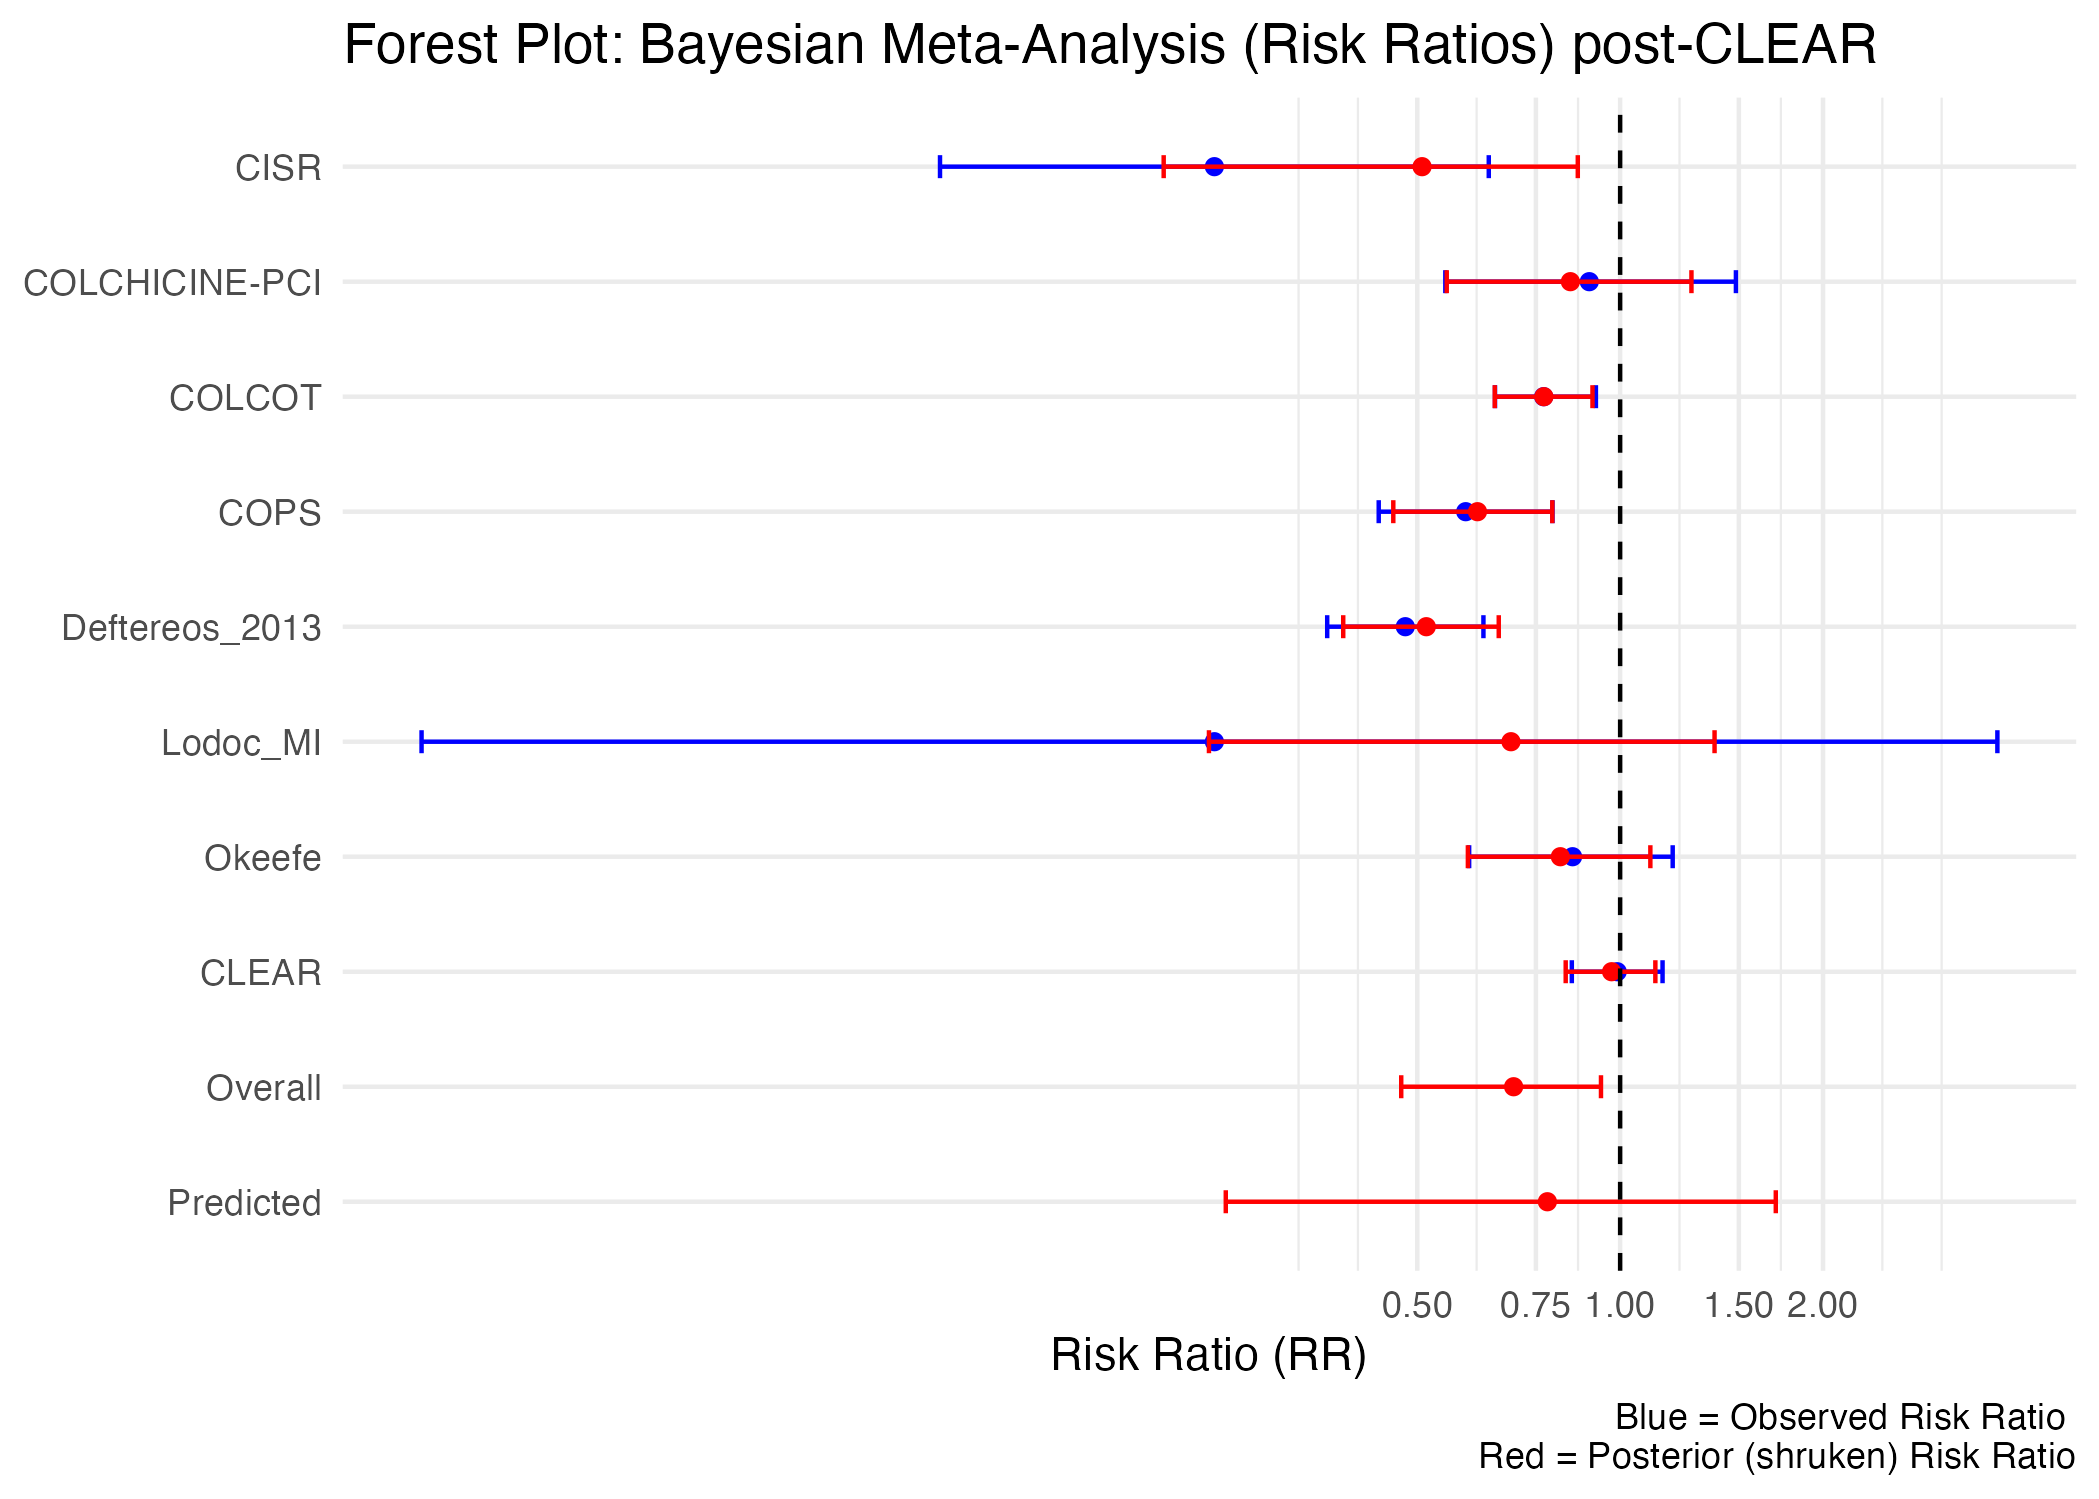 Forest Plot: Bayesian Meta-Analysis (Risk Ratios) post-CLEAR
CISR
COLCHICINE-PCI
COLCOT
COPS
Deftereos_2013
Lodoc_MI
Okeefe
CLEAR
Overall
Predicted
0.50 0.75 1.00 1.50 2.00
Risk Ratio (RR)
Blue = Observed Risk Ratio
Red = Posterior (shruken) Risk Ratio